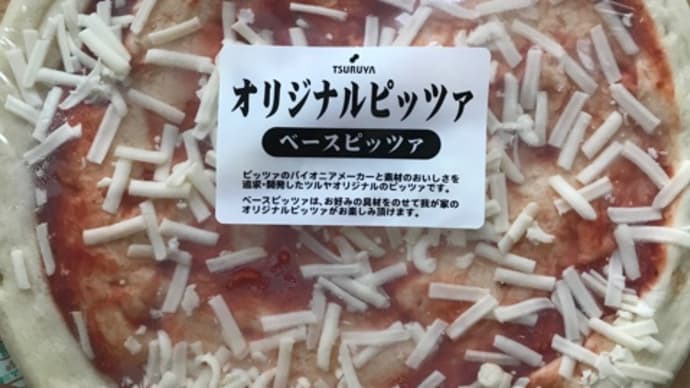 TSURUYA
オリジナルピッツァ
ベースピッツァ
ピッツァのパイオニアメーカーと素材のおいしさを
追求・開発したツルヤオリジナルのピッツァです。
ベースピッツァは、お好みの具材をのせて我が家の
オリジナルピッツァがお楽しみ頂けます。